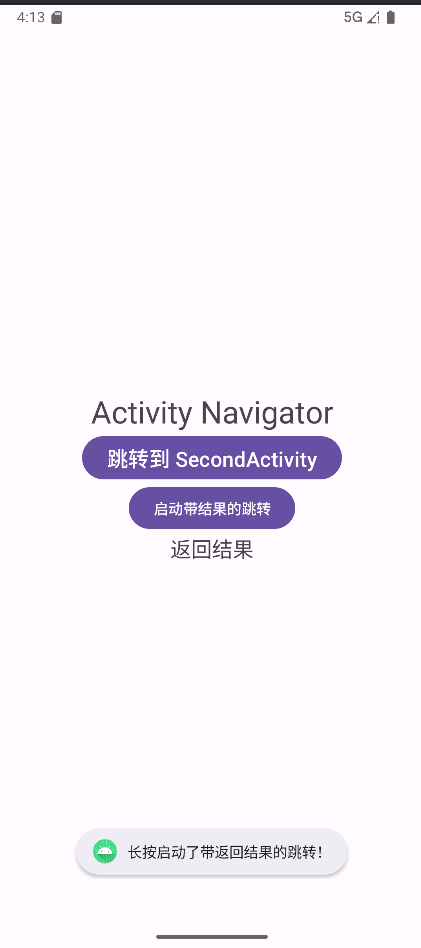 4:13 5G
Activity Navigator
跳转到 SecondActivity
启动带结果的跳转
返回结果
长按启动了带返回结果的跳转！